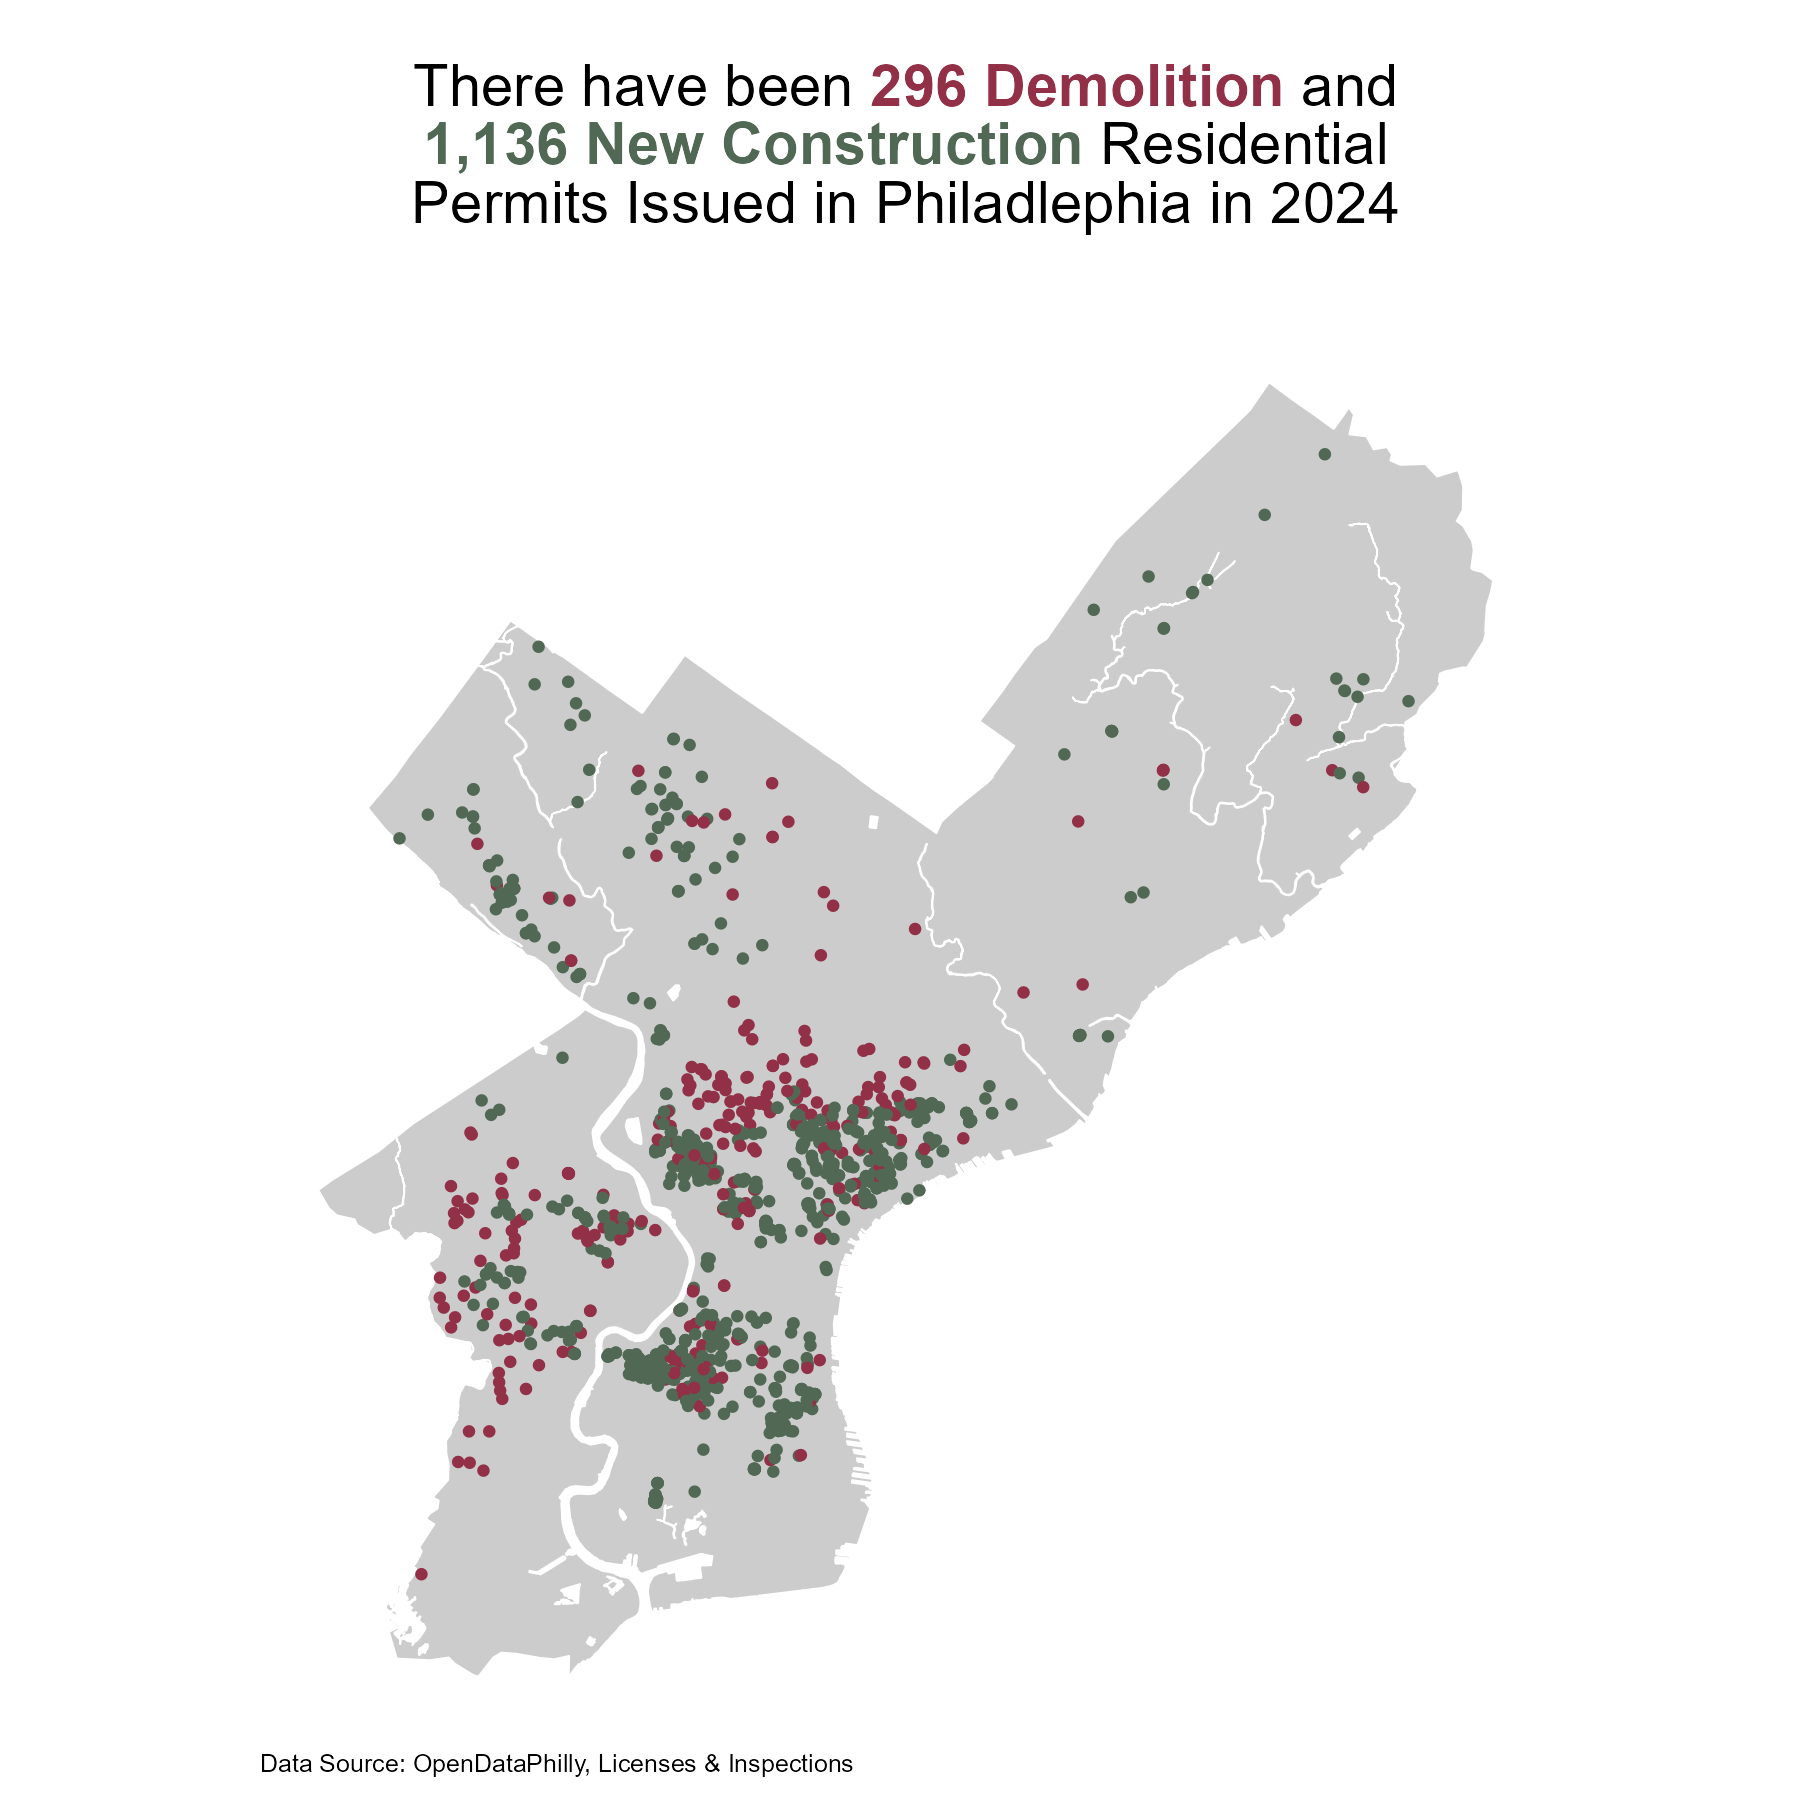 There have been 296 Demolition and
1,136 New Construction Residential
Permits Issued in Philadlephia in 2024
Data Source: OpenDataPhilly, Licenses & Inspections